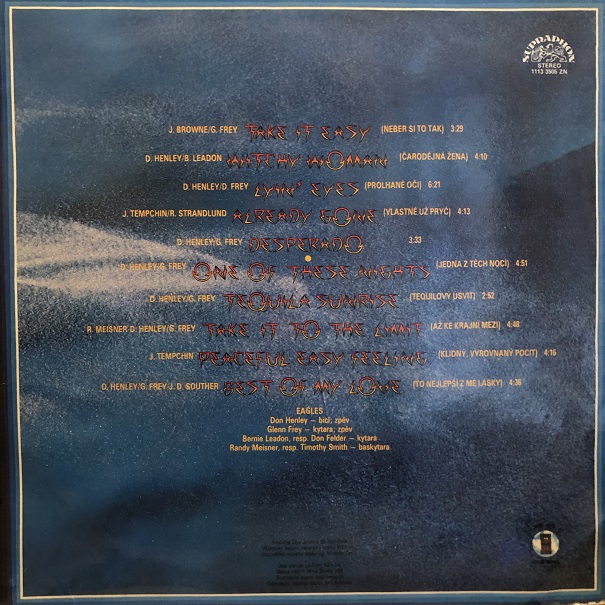 SUPRAPHON
STEREO
1113 3505 ZN
J. BROWNE/G. FREY TAKE IT EASY (NEBER SI TO TAK) 3:29
D. HENLEY/B. LEADON WITCHY WOMAN (ČARODĚJNÁ ŽENA) 4:10
D. HENLEY/D. FREY LYIN' EYES (PROLHANÉ OČI) 6:21
J. TEMPCHIN/R. STRANDLUND ALREADY GONE (VLASTNĚ UŽ PRYČ) 4:13
D. HENLEY/G. FREY DESPERADO 3:33
D. HENLEY/G. FREY ONE OF THESE NIGHTS (JEDNA Z TĚCH NOCÍ) 4:51
D. HENLEY/G. FREY TEQUILA SUNRISE (TEQUILOVÝ ÚSVIT) 2:52
R. MEISNER-D. HENLEY/G. FREY TAKE IT TO THE LIMIT (AŽ KE KRAJNÍ MEZI) 4:48
J. TEMPCHIN PEACEFUL EASY FEELING (KLIDNÝ, VYROVNANÝ POCIT) 4:16
D. HENLEY/G. FREY-J. D. SOUTHER BEST OF MY LOVE (TO NEJLEPŠÍ Z MÉ LÁSKY) 4:36
EAGLES
Don Henley – bicí; zpěv
Glenn Frey – kytara; zpěv
Bernie Leadon, resp. Don Felder – kytara
Randy Meisner, resp. Timothy Smith – baskytara